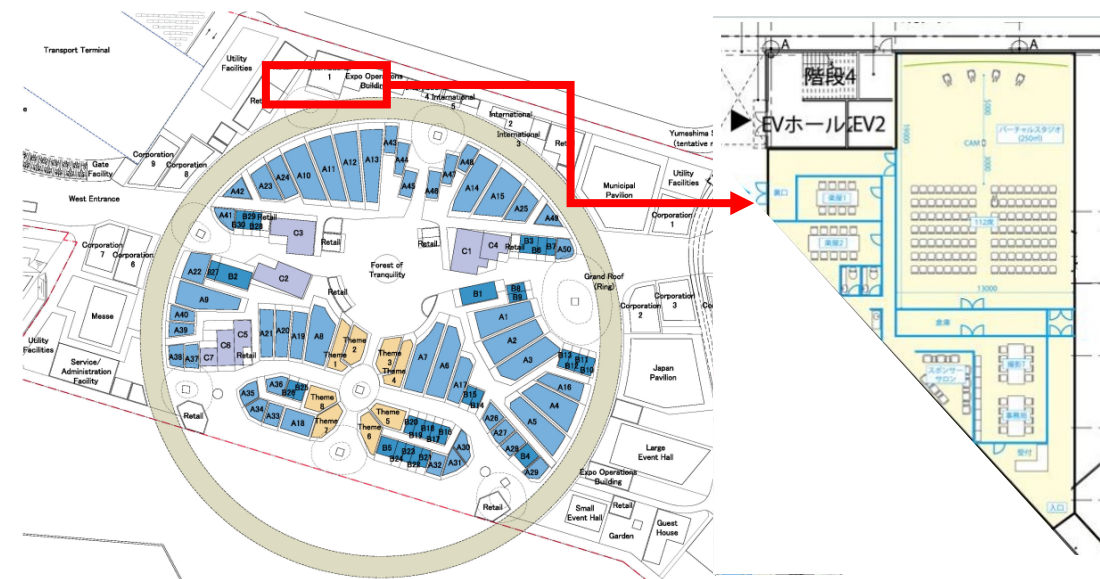 Transport Terminal
Utility
Facilities
1
Expo Operations
Building
4 International
5
International
2
International
3
Ret
Yumeshima S
(tentative r
Municipal
Pavilion
Utility
Facilities
Corporation
1
Corporation
9
Corporation
8
Gate
Facility
West Entrance
Corporation
7
Corporation
6
Messe
Utility
Facilities
Service/
Administration
Facility
Retail
A42
A23
A24
A10
A11
A12
A13
A43
A44
A45
A46
A47
A48
A14
A15
A25
A49
A41
B29
Retail
B30
B28
C3
Retail
Retail
C1
C4
Retail
B3
B6
B7
A50
A22
B27
B2
C2
Forest of
Tranquility
Grand Roof
(Ring)
A9
Retail
B1
B8
B9
A40
A39
A38
A37
C7
C6
C5
Retail
A21
A20
A19
A8
Theme
1
Theme
2
Theme
3
Theme
4
A7
A6
A1
A2
A3
B13
B11
B12
B10
A17
B15
B14
A16
A4
A5
Corporation
2
Corporation
3
Japan
Pavilion
A35
A36
B25
B26
Theme
8
A34
A33
A18
Theme
7
Theme
6
Theme
5
B20
B18
B16
B19
B17
B5
B23
B21
B24
B22
A32
A31
A30
A26
A27
A28
B4
A29
Large
Event Hall
Expo Operations
Building
Retail
Small
Event Hall
Retail
Garden
Guest
House
A
A
階段4
EVホール
EV2
バーチャルスタジオ
(250㎡)
CAM
5000
3000
裏口
楽屋1
楽屋2
112席
13000
倉庫
スポンサー
サロン
事務局
受付
入口